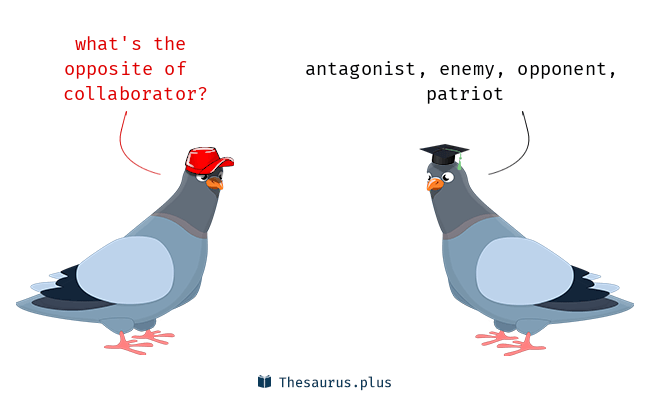 what's the
opposite of
collaborator?
antagonist, enemy, opponent,
patriot
Thesaurus.plus